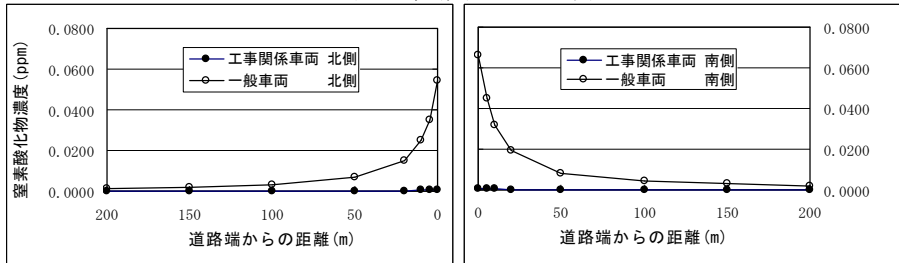 窒素酸化物濃度(ppm)
0.0800
0.0600
0.0400
0.0200
0.0000
工事関係車両 北側
一般車両 北側
200 150 100 50 0
道路端からの距離(m)
工事関係車両 南側
一般車両 南側
0.0800
0.0600
0.0400
0.0200
0.0000
0 50 100 150 200
道路端からの距離(m)